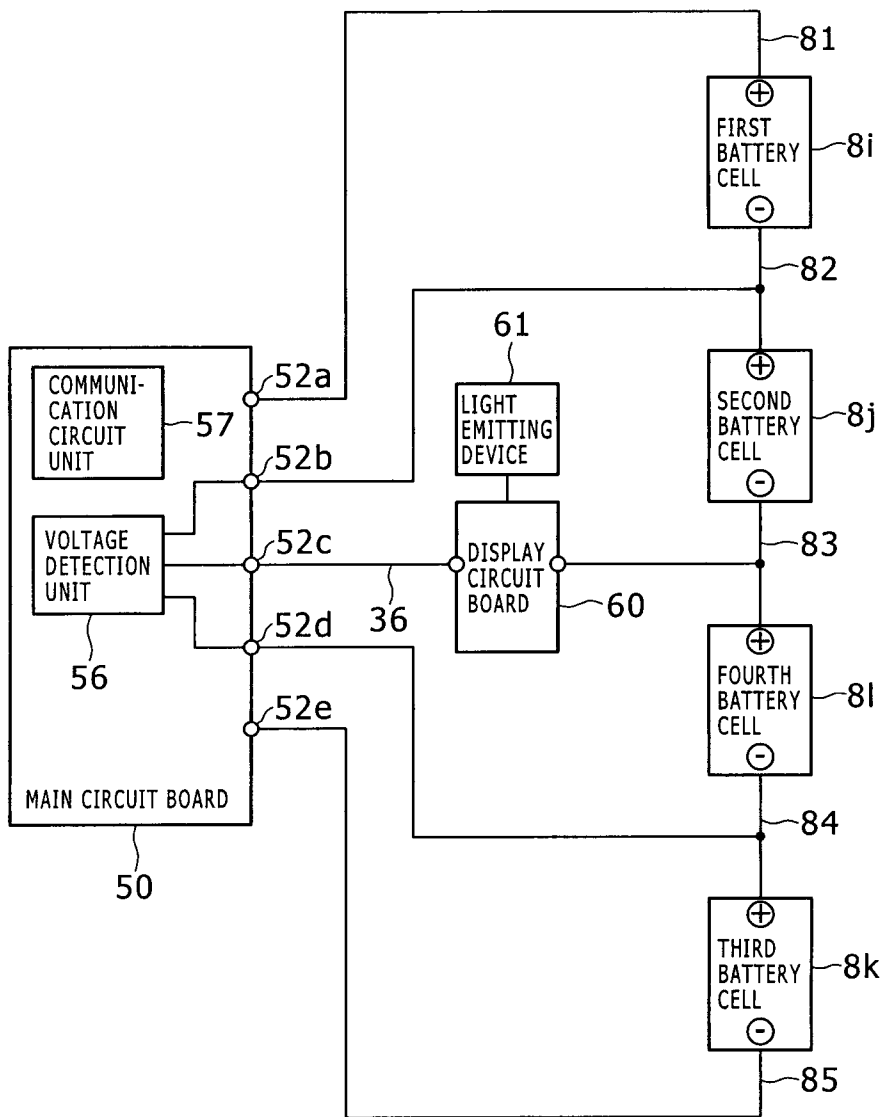 81
+
FIRST
BATTERY
CELL
-
8i
82
61
LIGHT
EMITTING
DEVICE
+
SECOND
BATTERY
CELL
-
8j
COMMUNI-
CATION
CIRCUIT
UNIT
57
52a
52b
VOLTAGE
DETECTION
UNIT
56
52c
36
DISPLAY
CIRCUIT
BOARD
60
83
52d
52e
+
FOURTH
BATTERY
CELL
-
8l
MAIN CIRCUIT BOARD
50
84
+
THIRD
BATTERY
CELL
-
8k
85